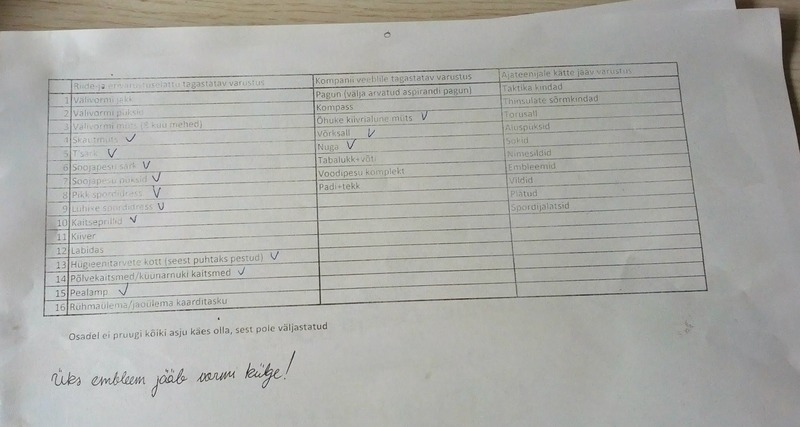 Riide-ja erivarustuslattu tagastatav varustus Kompanii veeblile tagastatav varustus Ajateenijale kätte jääv varustus
1 Välivormi jakk Pagun (välja arvatud aspirandi pagun) Taktika kindad
2 Välivormi püksid Kompass Thinsulate sõrmkindad
3 Välivormi müts (8 kuu mehed) Õhuke kiivrialune müts Torusall
4 Skautmüts Võrksall Aluspüksid
5 T'särk Nuga Sokid
6 Soojapesu särk Tabalukk+võti Nimesildid
7 Soojapesu püksid Voodipesu komplekt Embleemid
8 Pikk spordidress Padi+tekk Vildid
9 Lühike spordidress Plätud
10 Kaitseprillid Spordijalatsid
11 Kiiver
12 Labidas
13 Hügieenitarvete kott (seest puhtaks pestud)
14 Põlvekaitsmed/küünarnuki kaitsmed
15 Pealamp
16 Rühmaülema/jaoülema kaarditasku
Osadel ei pruugi kõiki asju käes olla, sest pole väljastatud
Üks embleem jääb vormi külge!